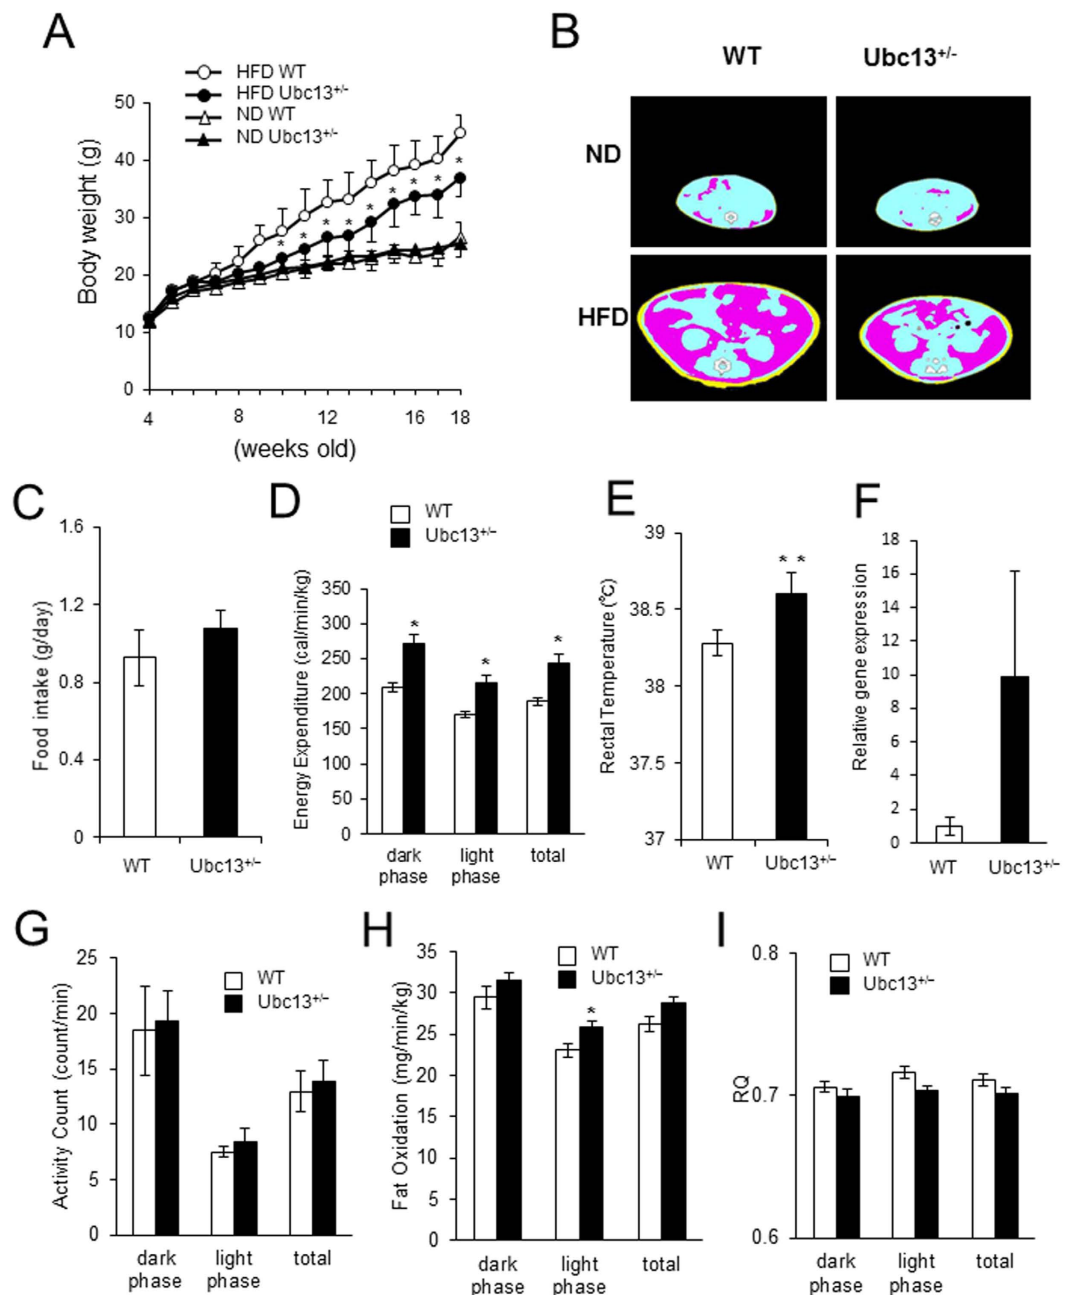 A
HFD WT
HFD Ubc13+/-
ND WT
ND Ubc13+/-
Body weight (g)
50
40
30
20
10
0
* * * * * * * * *
4 8 12 16 18
(weeks old)
B
WT Ubc13+/-
ND
HFD
C
Food intake (g/day)
1.6
1.2
0.8
0.4
0
WT Ubc13+/-
D
WT
Ubc13+/-
Energy Expenditure (cal/min/kg)
350
300
250
200
150
100
50
0
* * *
dark phase
light phase
total
E
Rectal Temperature (°C)
39
38.5
38
37.5
37
* *
WT Ubc13+/-
F
Relative gene expression
18
16
14
12
10
8
6
4
2
0
WT Ubc13+/-
G
WT
Ubc13+/-
Activity Count (count/min)
25
20
15
10
5
0
dark phase
light phase
total
H
WT
Ubc13+/-
Fat Oxidation (mg/min/kg)
35
30
25
20
15
10
5
0
*
dark phase
light phase
total
I
WT
Ubc13+/-
RQ
0.8
0.7
0.6
dark phase
light phase
total